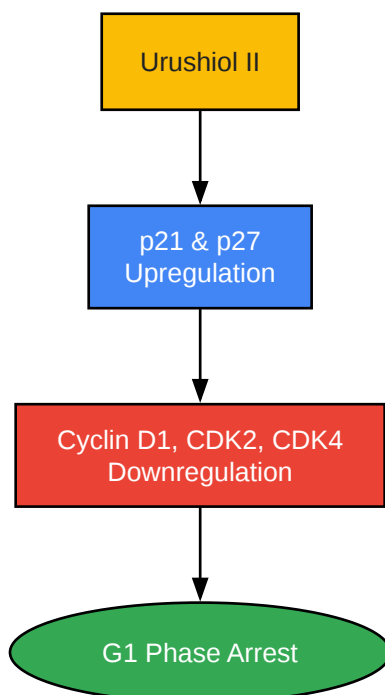 Urushiol II
p21 & p27
Upregulation
Cyclin D1, CDK2, CDK4
Downregulation
G1 Phase Arrest